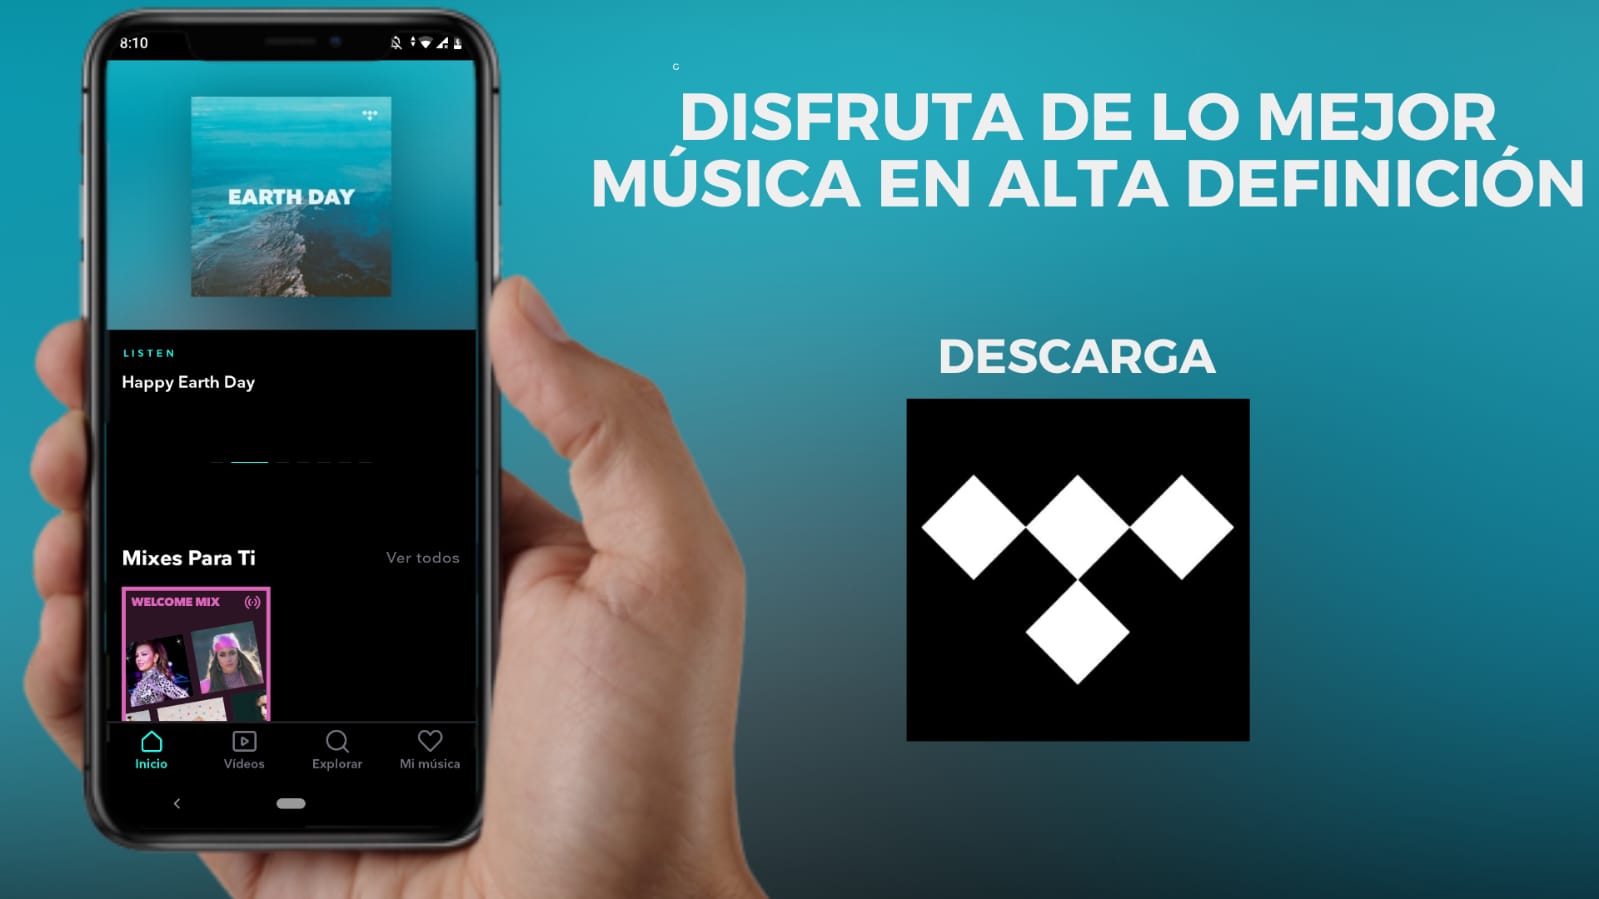 8:10
EARTH DAY
LISTEN
Happy Earth Day
Mixes Para Ti
Ver todos
WELCOME MIX
Inicio
Vídeos
Explorar
Mi música
G
DISFRUTA DE LO MEJOR
MÚSICA EN ALTA DEFINICIÓN
DESCARGA